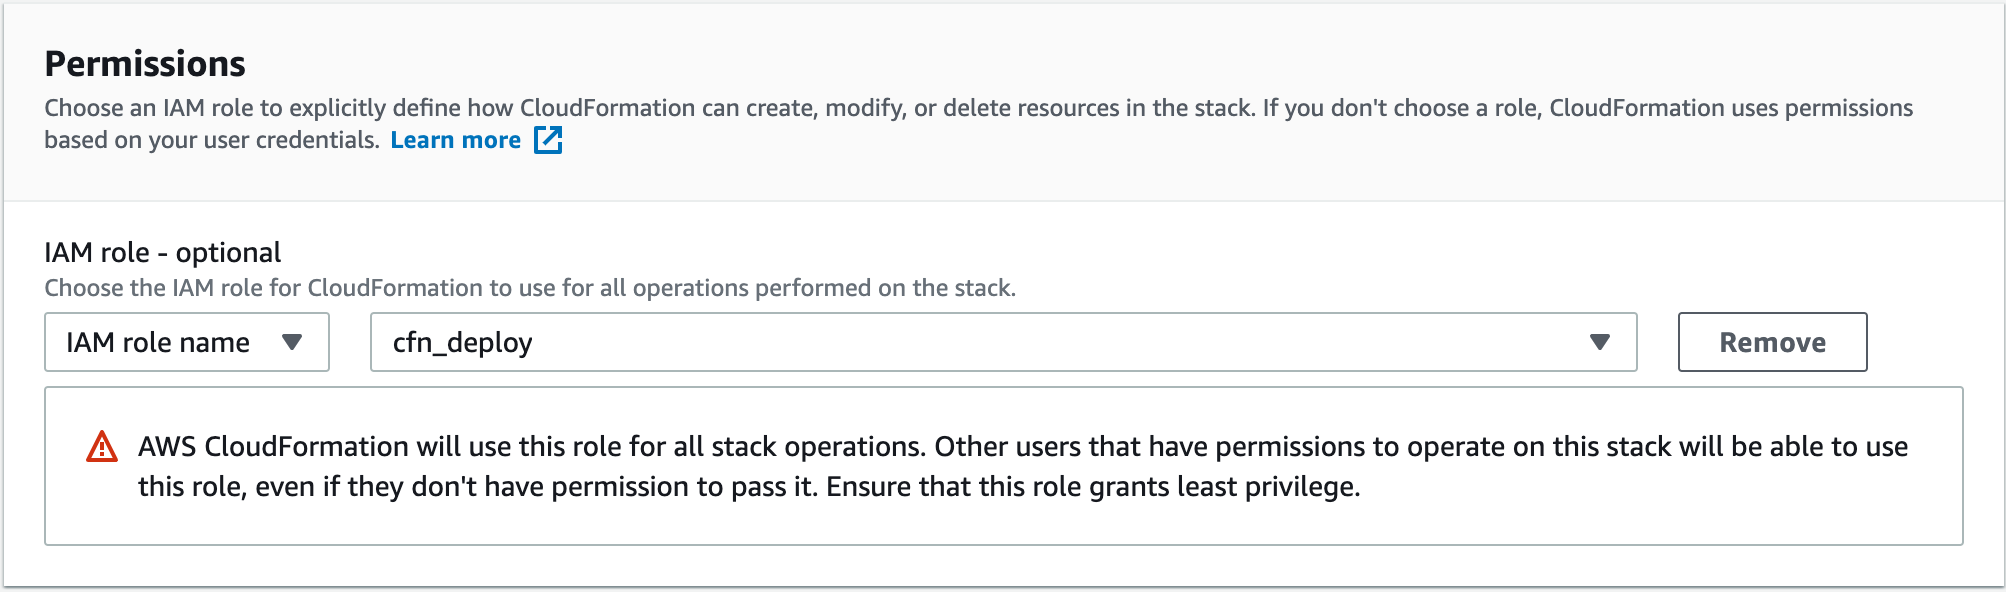 Permissions
Choose an IAM role to explicitly define how CloudFormation can create, modify, or delete resources in the stack. If you don't choose a role, CloudFormation uses permissions
based on your user credentials. Learn more
IAM role - optional
Choose the IAM role for CloudFormation to use for all operations performed on the stack.
IAM role name cfn_deploy Remove
AWS CloudFormation will use this role for all stack operations. Other users that have permissions to operate on this stack will be able to use
this role, even if they don't have permission to pass it. Ensure that this role grants least privilege.